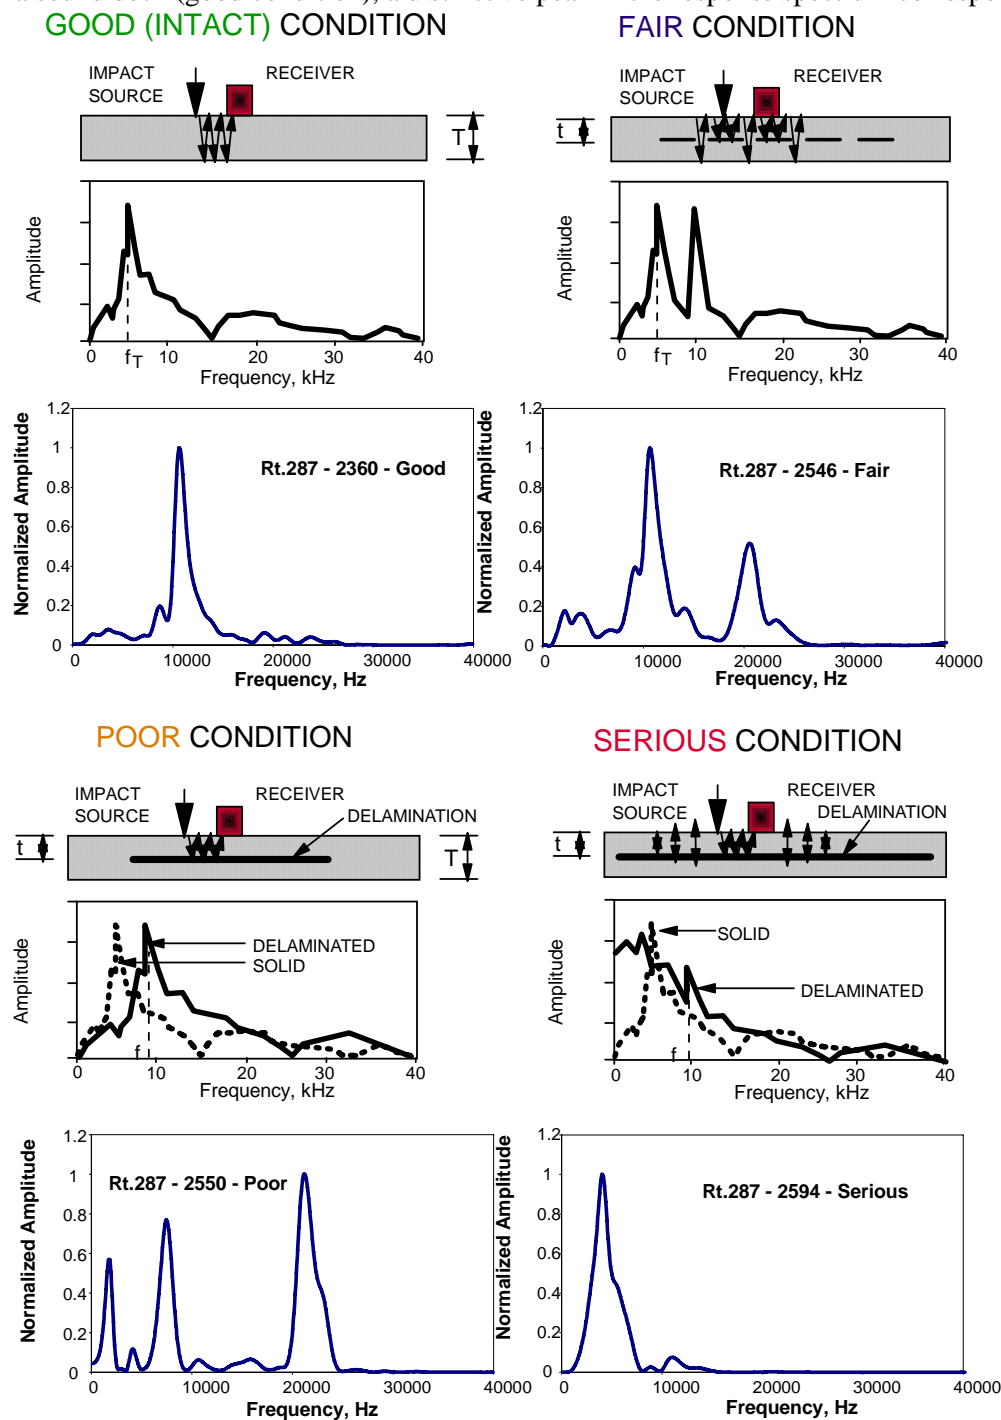 GOOD (INTACT) CONDITION
FAIR CONDITION
IMPACT SOURCE
RECEIVER
T
IMPACT SOURCE
RECEIVER
t
Amplitude
0 10 20 30 40
f T
Frequency, kHz
Amplitude
0 10 20 30 40
f T
Frequency, kHz
Normalized Amplitude
1.2
1
0.8
0.6
0.4
0.2
0
Rt.287 - 2360 - Good
0 10000 20000 30000 40000
Frequency, Hz
Normalized Amplitude
1.2
1
0.8
0.6
0.4
0.2
0
Rt.287 - 2546 - Fair
0 10000 20000 30000 40000
Frequency, Hz
POOR CONDITION
SERIOUS CONDITION
IMPACT SOURCE
RECEIVER
DELAMINATION
t
T
IMPACT SOURCE
RECEIVER
DELAMINATION
t
Amplitude
DELAMINATED
SOLID
f
0 10 20 30 40
Frequency, kHz
Amplitude
SOLID
DELAMINATED
f
0 10 20 30 40
Frequency, kHz
Normalized Amplitude
1.2
1
0.8
0.6
0.4
0.2
0
Rt.287 - 2550 - Poor
0 10000 20000 30000 40000
Frequency, Hz
Normalized Amplitude
1.2
1
0.8
0.6
0.4
0.2
0
Rt.287 - 2594 - Serious
0 10000 20000 30000 40000
Frequency, Hz